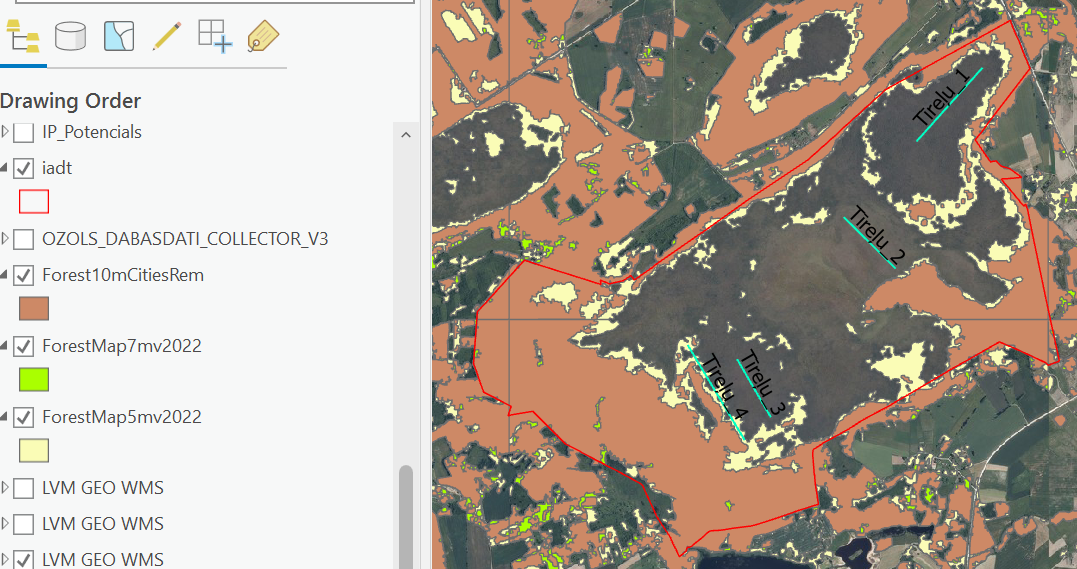 Drawing Order
IP_Potencials
iadt
OZOLS_DABASDATI_COLLECTOR_V3
Forest10mCitiesRem
ForestMap7mv2022
ForestMap5mv2022
LVM GEO WMS
LVM GEO WMS
LVM GEO WMS
Tirelu_1
Tirelu_2
Tirelu_3
Tirelu_4